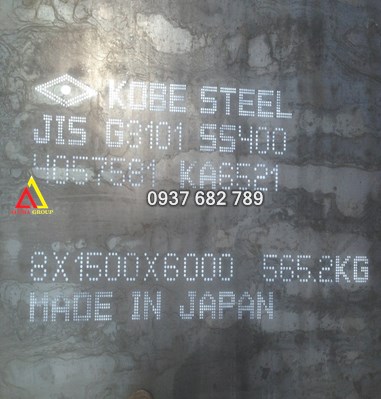 KOBE STEEL
JIS G3101 SS400
4057581 KA6521
0937 682 789
8X1500X6000 565.2KG
MADE IN JAPAN